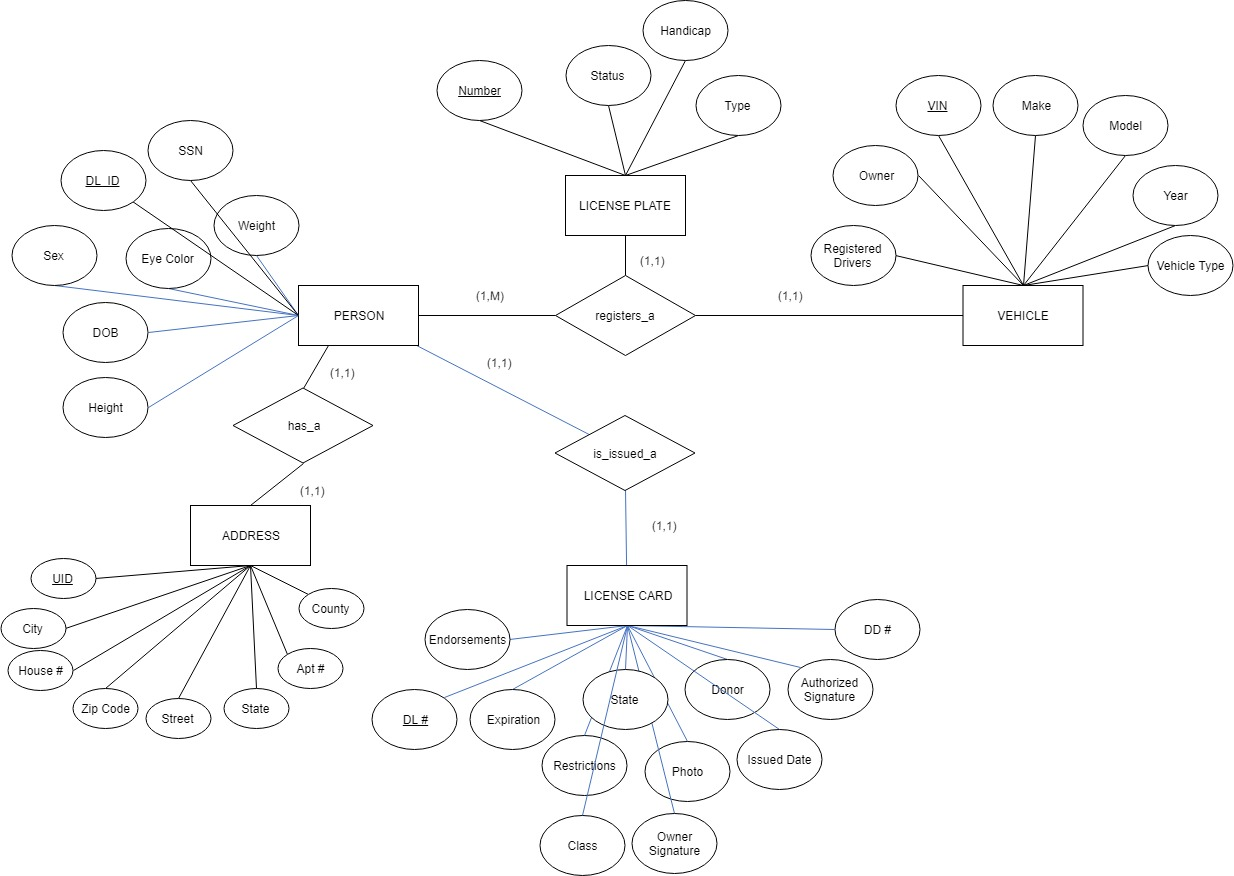 Handicap
Status
Number
Type
VIN
Make
Model
SSN
DL_ID
Owner
Year
LICENSE PLATE
Weight
Sex
Eye Color
Registered
Drivers
Vehicle Type
(1,1)
(1,M)
(1,1)
PERSON
registers_a
VEHICLE
DOB
(1,1)
(1,1)
Height
has_a
is_issued_a
(1,1)
(1,1)
ADDRESS
UID
LICENSE CARD
County
City
Endorsements
DD #
House #
Apt #
Zip Code
Street
State
DL #
Expiration
State
Donor
Authorized
Signature
Restrictions
Photo
Issued Date
Class
Owner
Signature